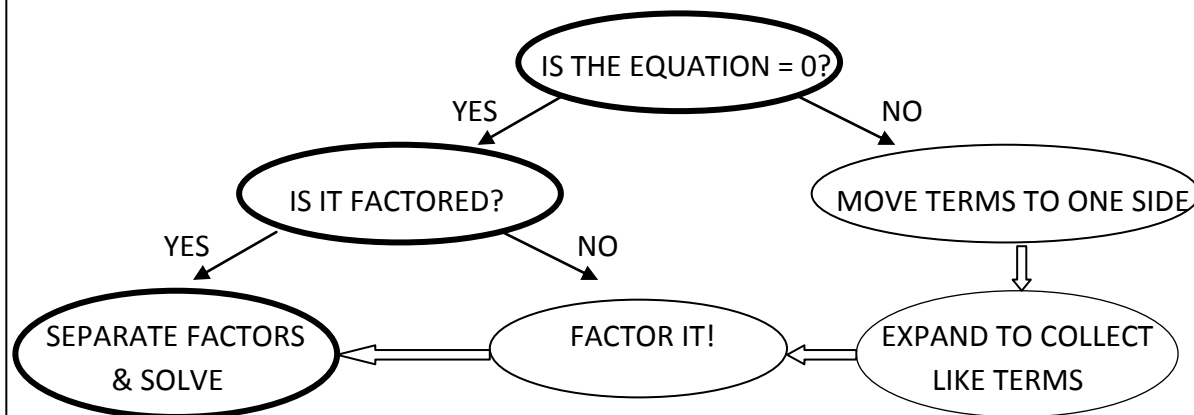 IS THE EQUATION = 0?
YES
NO
IS IT FACTORED?
MOVE TERMS TO ONE SIDE
YES
NO
SEPARATE FACTORS
& SOLVE
FACTOR IT!
EXPAND TO COLLECT
LIKE TERMS